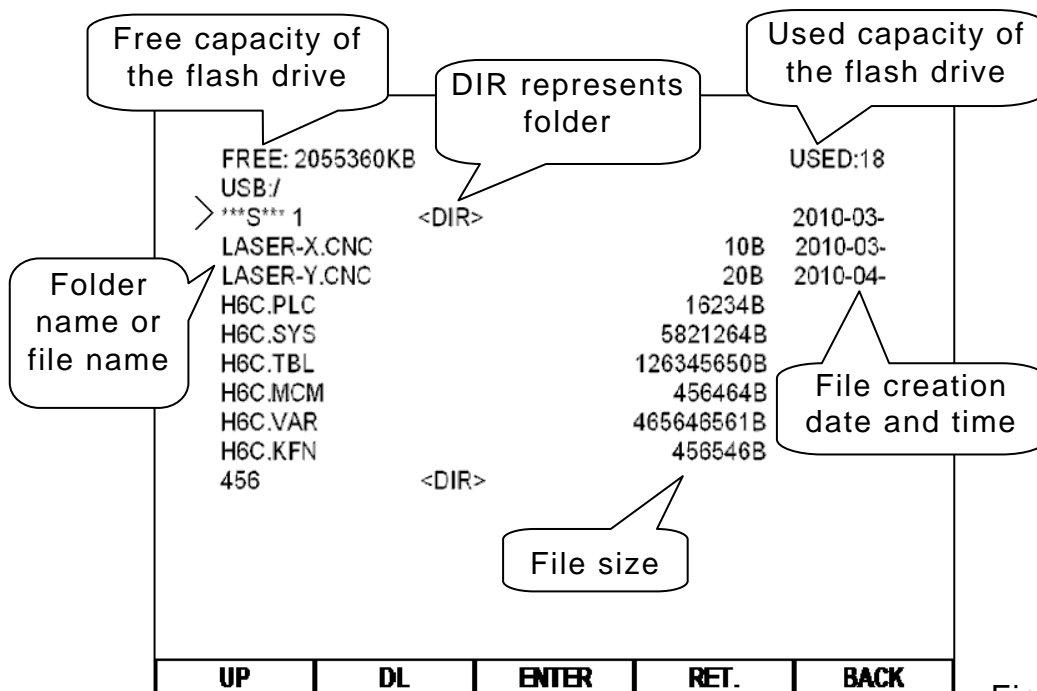 Free capacity of
the flash drive
Used capacity of
the flash drive
DIR represents
folder
FREE: 2055360KB USED:18
USB:/
***S*** 1 <DIR> 2010-03-
LASER-X.CNC 10B 2010-03-
LASER-Y.CNC 20B 2010-04-
H6C.PLC 16234B
H6C.SYS 5821264B
H6C.TBL 126345650B
H6C.MCM 456464B
H6C.VAR 465646561B
H6C.KFN 456546B
456 <DIR>
Folder
name or
file name
File creation
date and time
File size
UP DL ENTER RET. BACK